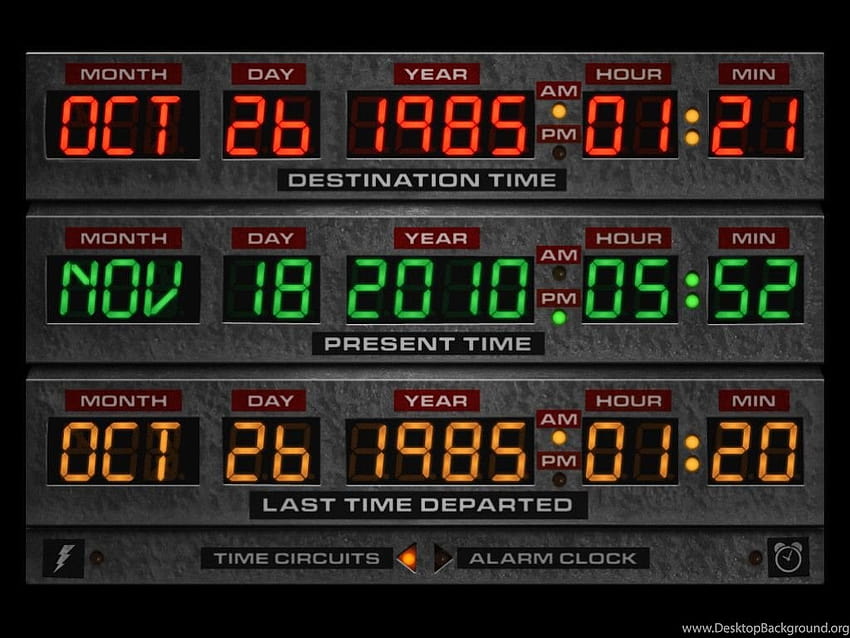 MONTH DAY YEAR AM HOUR MIN
OCT 26 1985 PM 01:21
DESTINATION TIME
MONTH DAY YEAR AM HOUR MIN
NOV 18 2010 PM 05:52
PRESENT TIME
MONTH DAY YEAR AM HOUR MIN
OCT 26 1985 PM 01:20
LAST TIME DEPARTED
TIME CIRCUITS ALARM CLOCK
www.DesktopBackground.org